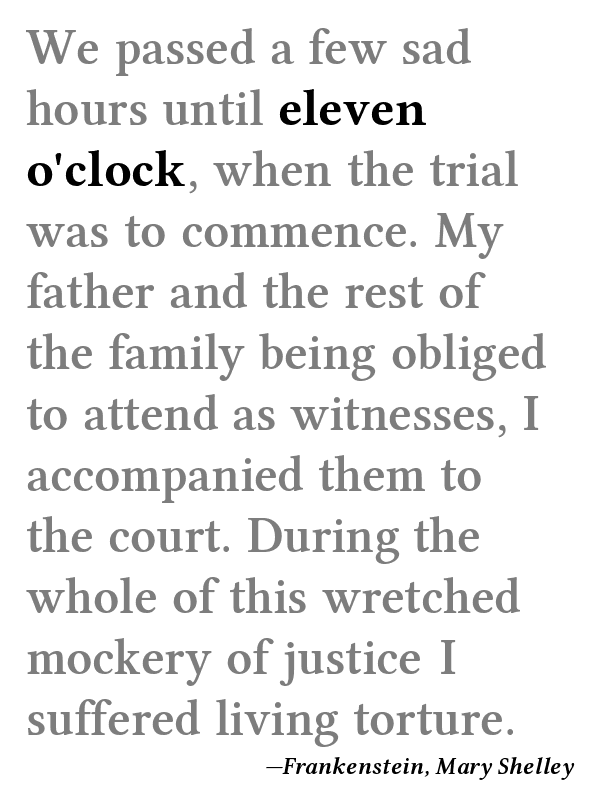 We passed a few sad
hours until eleven
o'clock, when the trial
was to commence. My
father and the rest of
the family being obliged
to attend as witnesses, I
accompanied them to
the court. During the
whole of this wretched
mockery of justice I
suffered living torture.
—Frankenstein, Mary Shelley